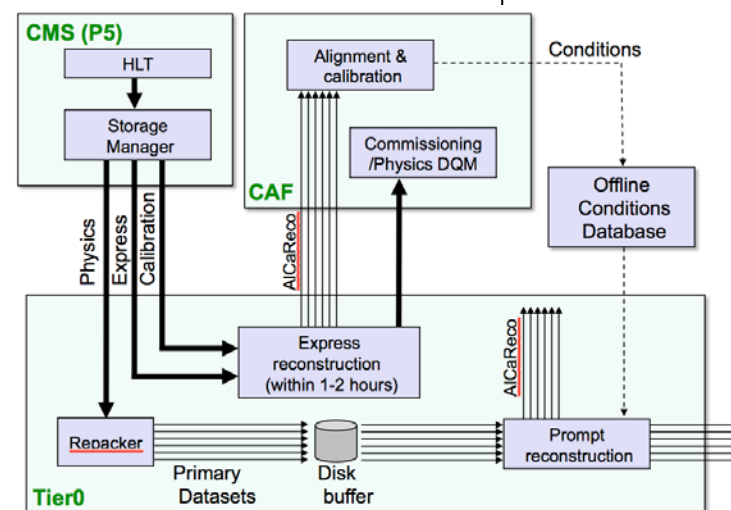 CMS (P5)
HLT
Storage
Manager
Alignment &
calibration
Conditions
Commissioning
/Physics DQM
CAF
Offline
Conditions
Database
Physics
Express
Calibration
AlCaReco
Express
reconstruction
(within 1-2 hours)
AlCaReco
Repacker
Primary
Datasets
Disk
buffer
Prompt
reconstruction
Tier0